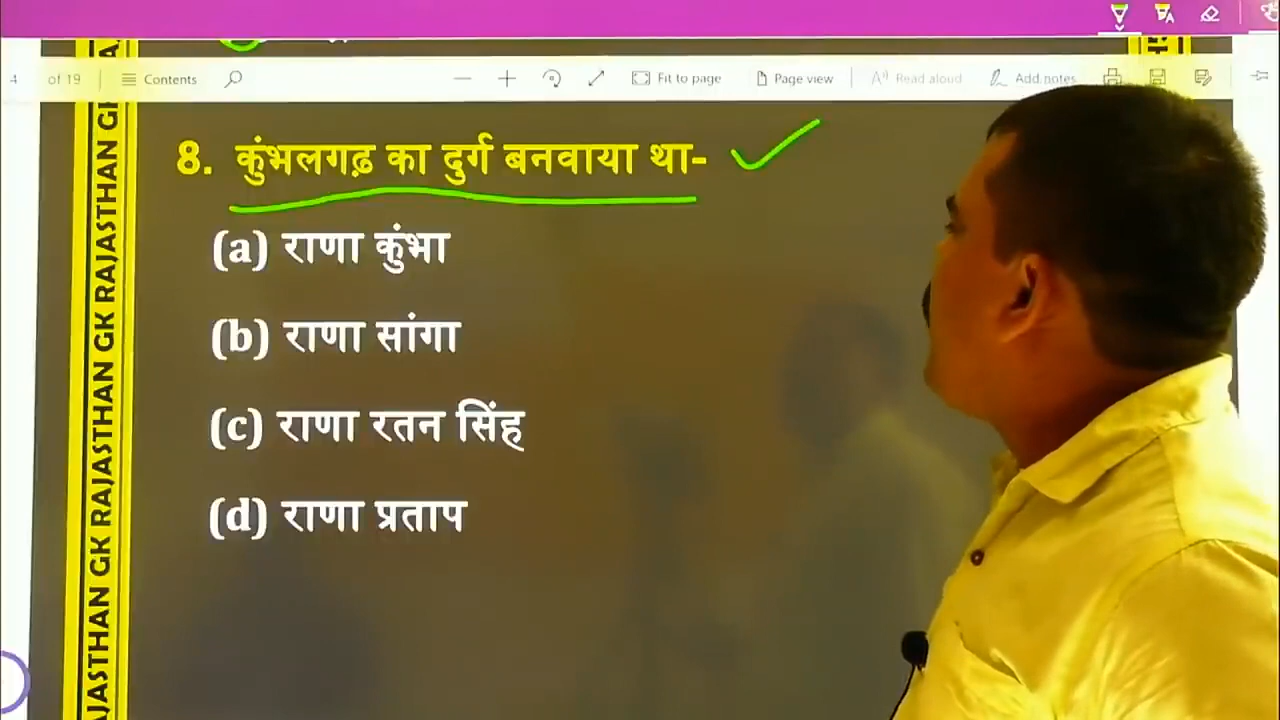 4 of 19 Contents Fit to page Page view Read aloud Add notes
8. कुंभलगढ़ का दुर्ग बनवाया था-
(a) राणा कुंभा
(b) राणा सांगा
(c) राणा रतन सिंह
(d) राणा प्रताप
RAJASTHAN GK RAJASTHAN GK RAJASTHAN GK